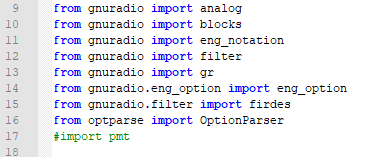 9 from gnuradio import analog
10 from gnuradio import blocks
11 from gnuradio import eng_notation
12 from gnuradio import filter
13 from gnuradio import gr
14 from gnuradio.eng_option import eng_option
15 from gnuradio.filter import firdes
16 from optparse import OptionParser
17 #import pmt
18